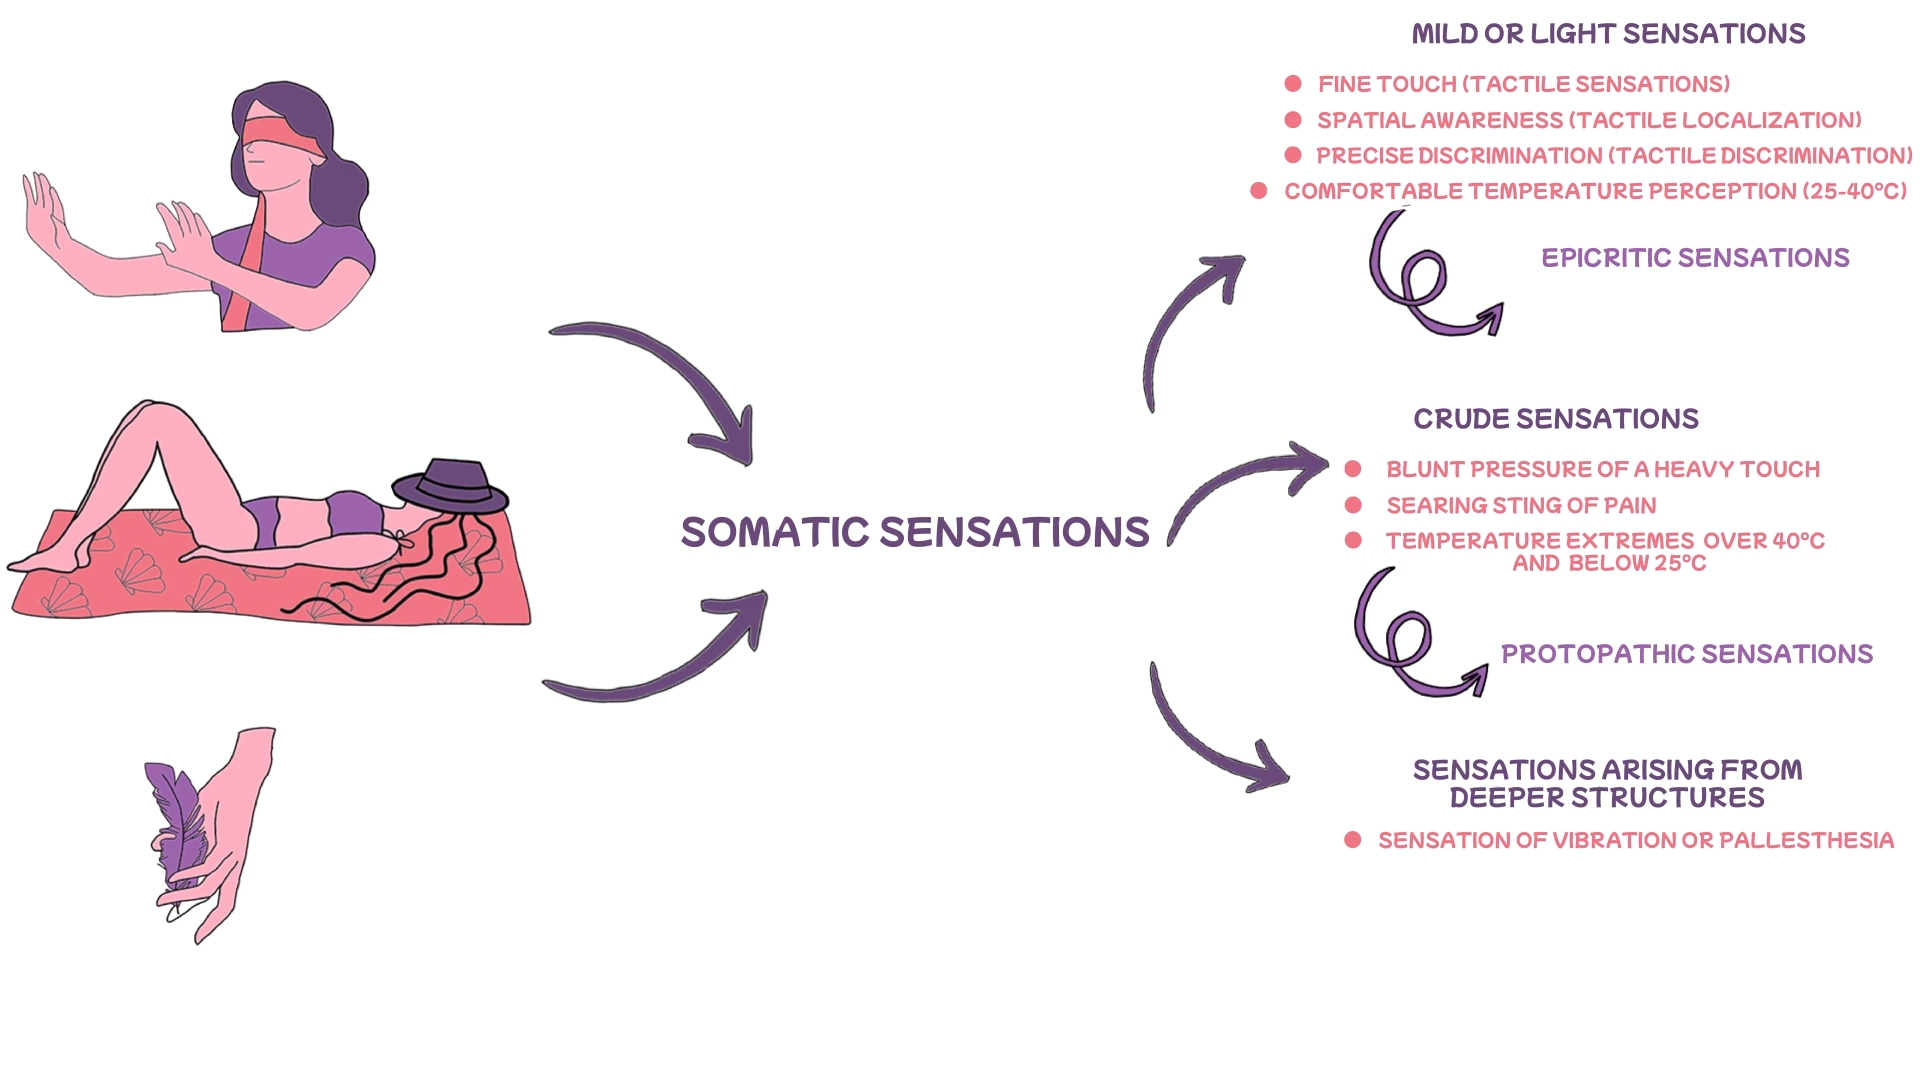 MILD OR LIGHT SENSATIONS
FINE TOUCH (TACTILE SENSATIONS)
SPATIAL AWARENESS (TACTILE LOCALIZATION)
PRECISE DISCRIMINATION (TACTILE DISCRIMINATION)
COMFORTABLE TEMPERATURE PERCEPTION (25-40°C)
EPICRITIC SENSATIONS
SOMATIC SENSATIONS
CRUDE SENSATIONS
BLUNT PRESSURE OF A HEAVY TOUCH
SEARING STING OF PAIN
TEMPERATURE EXTREMES OVER 40°C
AND BELOW 25°C
PROTOPATHIC SENSATIONS
SENSATIONS ARISING FROM
DEEPER STRUCTURES
SENSATION OF VIBRATION OR PALLESTHESIA